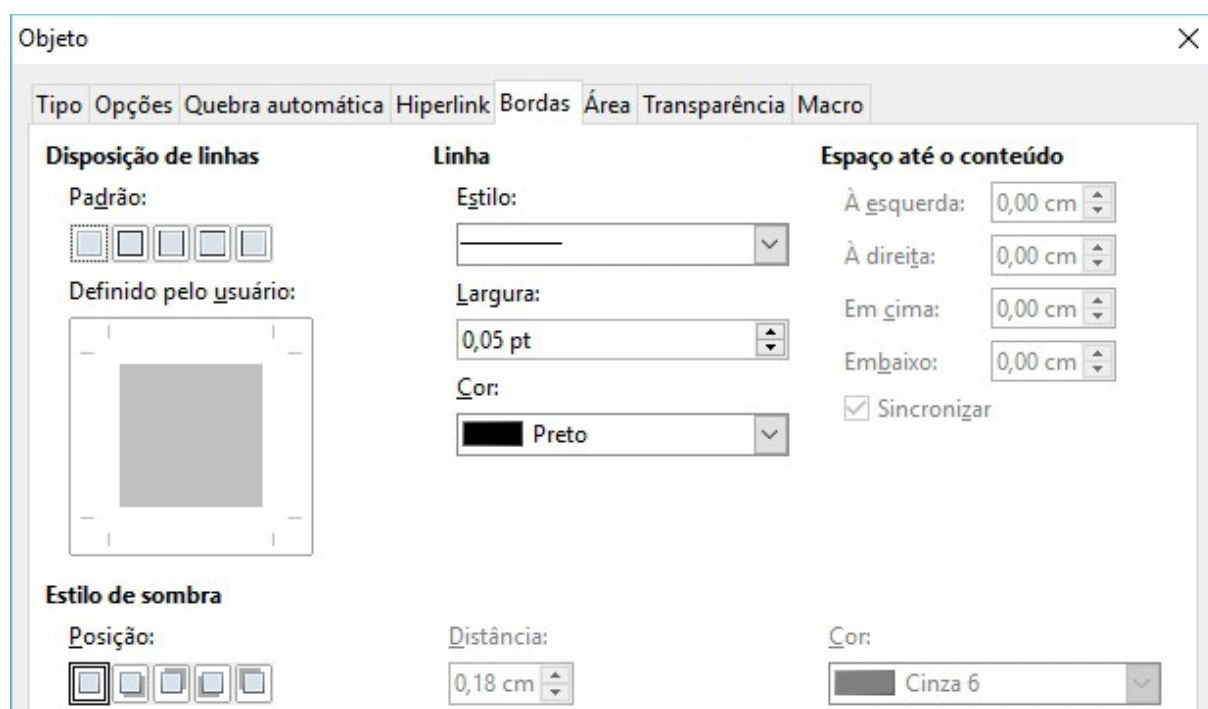 Objeto
Tipo Opções Quebra automática Hiperlink Bordas Área Transparência Macro
Disposição de linhas
Padrão:
Definido pelo usuário:
Linha
Estilo:
Largura:
0,05 pt
Cor:
Preto
Espaço até o conteúdo
À esquerda: 0,00 cm
À direita: 0,00 cm
Em cima: 0,00 cm
Embaixo: 0,00 cm
Sincronizar
Estilo de sombra
Posição:
Distância:
0,18 cm
Cor:
Cinza 6